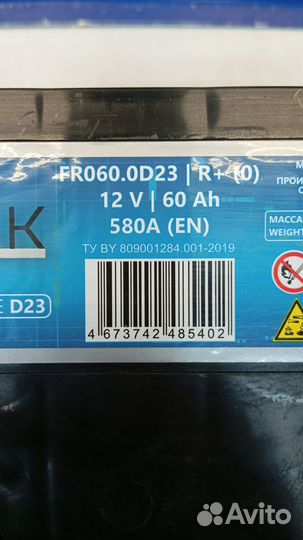 FR060.0D23 | R+ (0)
12 V | 60 Ah
580A (EN)
ТУ BY 809001284.001-2019
K
D23
МАССА
WEIGHT
4 673742 485402
Avito